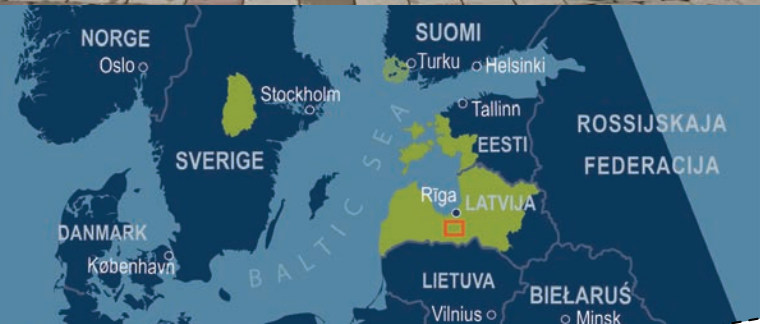 NORGE
Oslo
SUOMI
Turku
Helsinki
Stockholm
Tallinn
SVERIGE
EESTI
ROSSIJSKAJA
FEDERACIJA
BALTIC SEA
Rīga
LATVIJA
DANMARK
København
LIETUVA
Vilnius
BIEŁARUŚ
Minsk